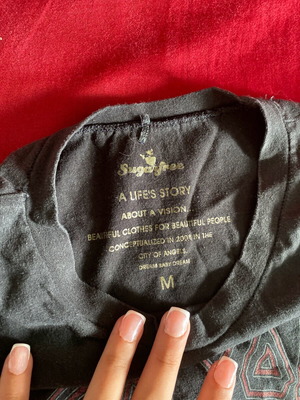 Sugarfree
A LIFE'S STORY
ABOUT A VISION...
BEAUTIFUL CLOTHES FOR BEAUTIFUL PEOPLE
CONCEPTUALIZED IN 2005 IN THE
CITY OF ANGELS.
DREAM BABY DREAM
M